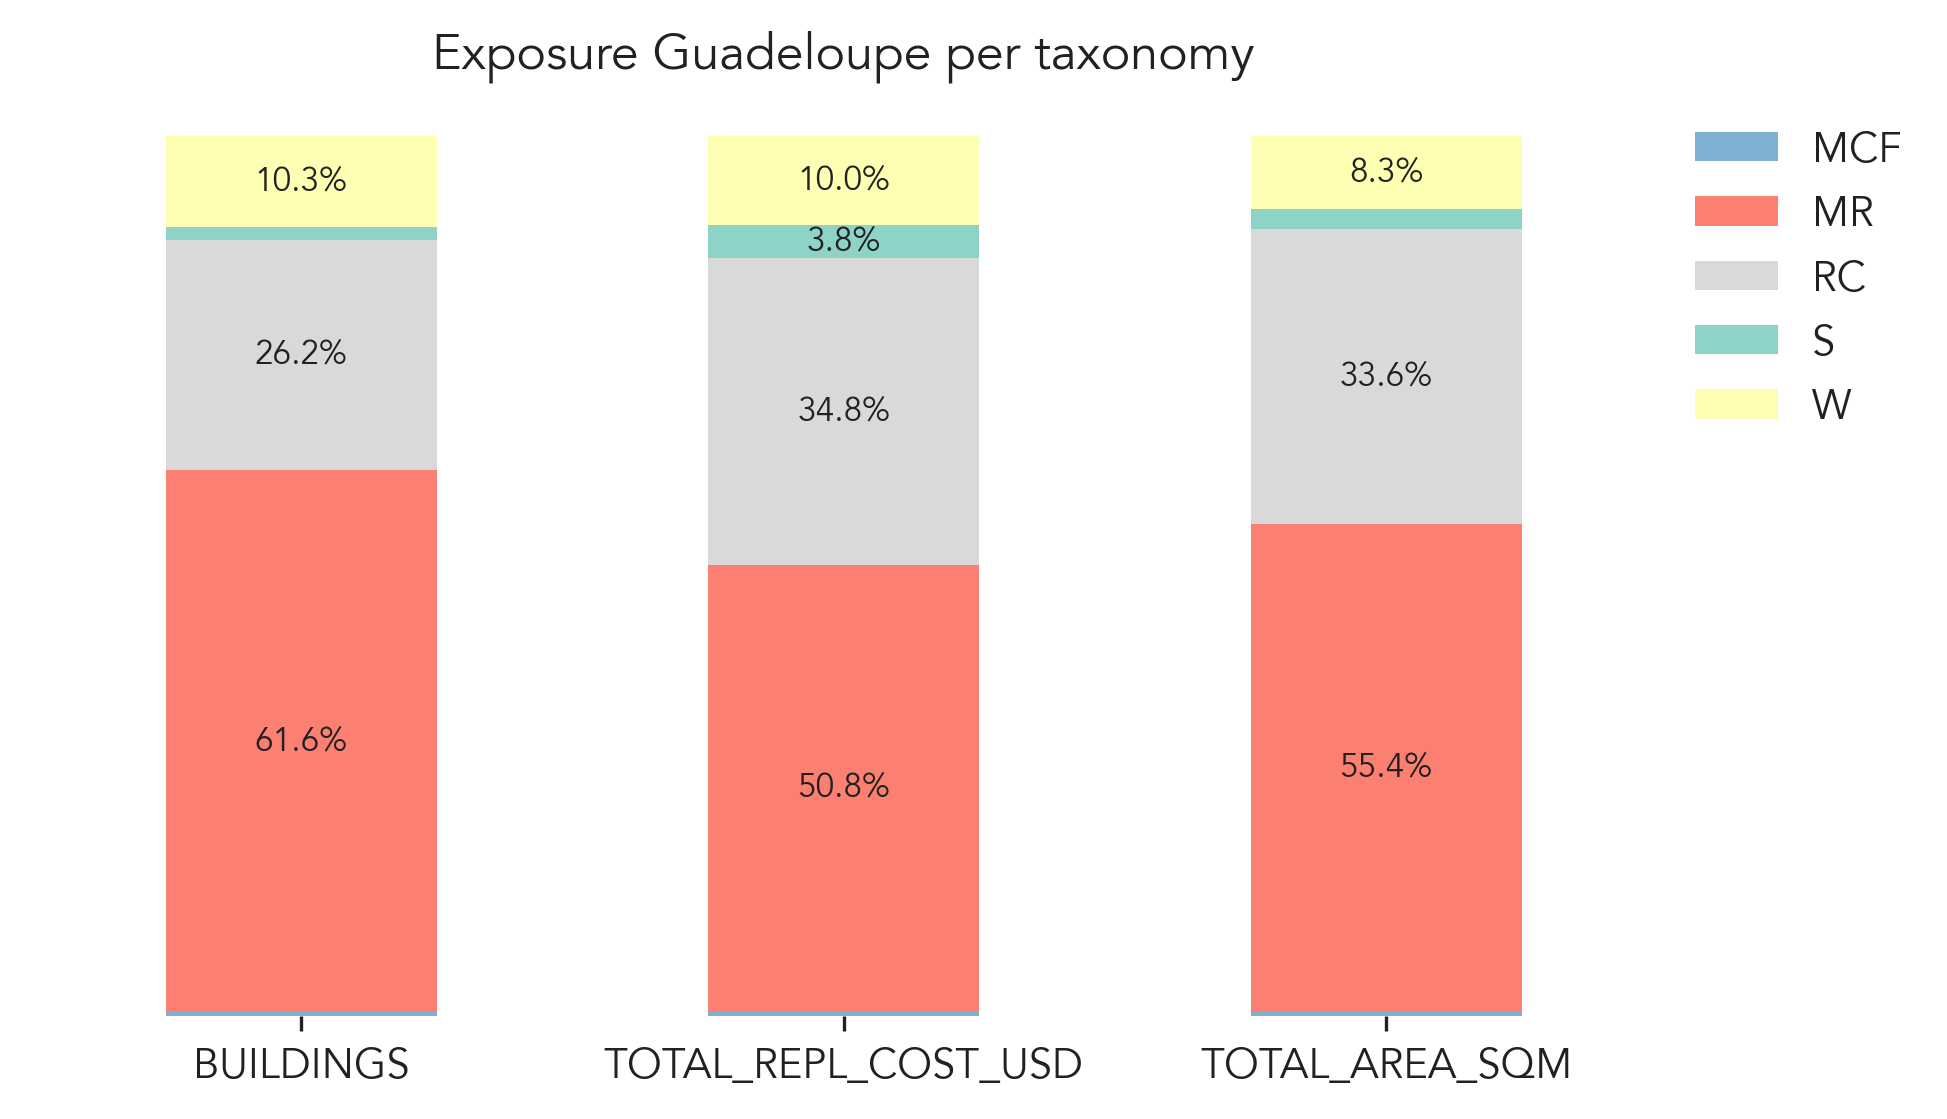 Exposure Guadeloupe per taxonomy
10.3%
26.2%
61.6%
10.0%
3.8%
34.8%
50.8%
8.3%
33.6%
55.4%
BUILDINGS
TOTAL_REPL_COST_USD
TOTAL_AREA_SQM
MCF
MR
RC
S
W